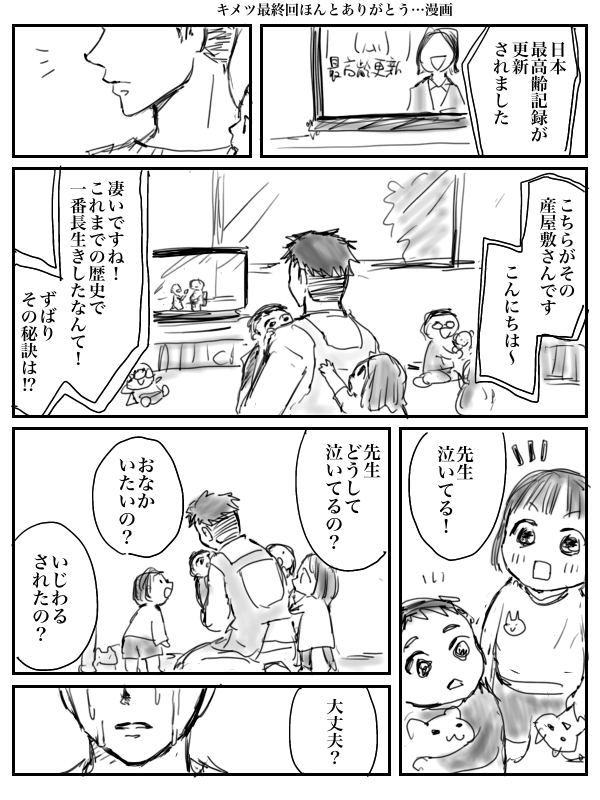 キメツ最終回ほんとありがとう…漫画
日本
最高齢記録が
更新
されました
最高齢更新
こちらがその
産屋敷さんです
こんにちは～
凄いですね！
これまでの歴史で
一番長生きしたなんて！
ずばり
その秘訣は!?
先生
泣いてる！
先生
どうして
泣いてるの？
おなか
いたいの？
いじわる
されたの？
大丈夫？